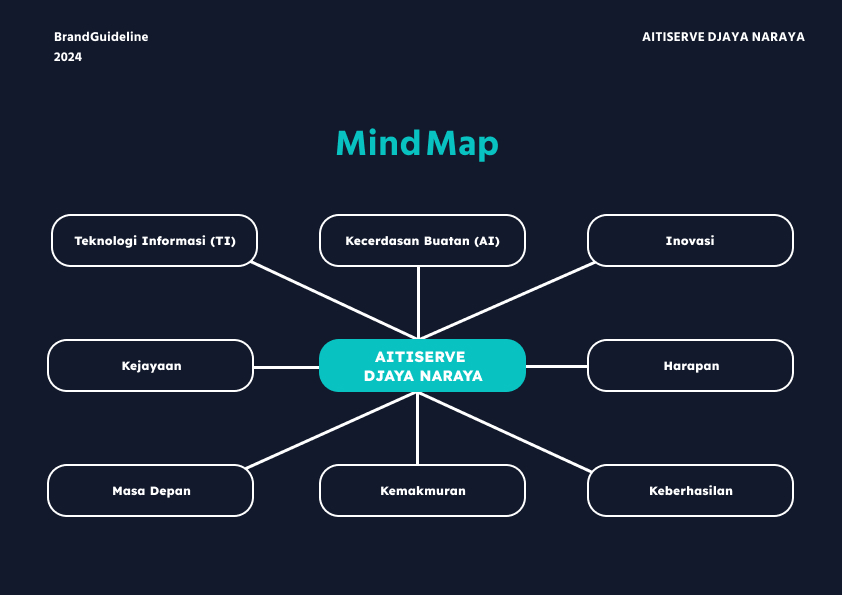 BrandGuideline
2024
AITISERVE DJAYA NARAYA
Mind Map
Teknologi Informasi (TI)
Kecerdasan Buatan (AI)
Inovasi
Kejayaan
AITISERVE
DJAYA NARAYA
Harapan
Masa Depan
Kemakmuran
Keberhasilan